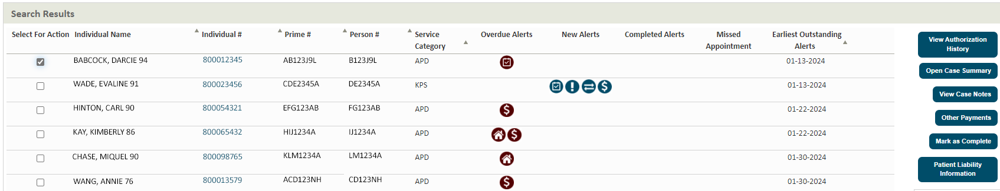 Search Results
Select For Action Individual Name Individual # Prime # Person # Service Category Overdue Alerts New Alerts Completed Alerts Missed Appointment Earliest Outstanding Alerts
BABCOCK, DARCIE 94 800012345 AB123J9L B123J9L APD 01-13-2024
WADE, EVALINE 91 800023456 CDE2345A DE2345A KPS 01-13-2024
HINTON, CARL 90 800054321 EFG123AB FG123AB APD 01-22-2024
KAY, KIMBERLY 86 800065432 HIJ1234A IJ1234A APD 01-22-2024
CHASE, MIQUEL 90 800098765 KLM1234A LM1234A APD 01-30-2024
WANG, ANNIE 76 800013579 ACD123NH CD123NH APD 01-30-2024
View Authorization
History
Open Case Summary
View Case Notes
Other Payments
Mark as Complete
Patient Liability
Information